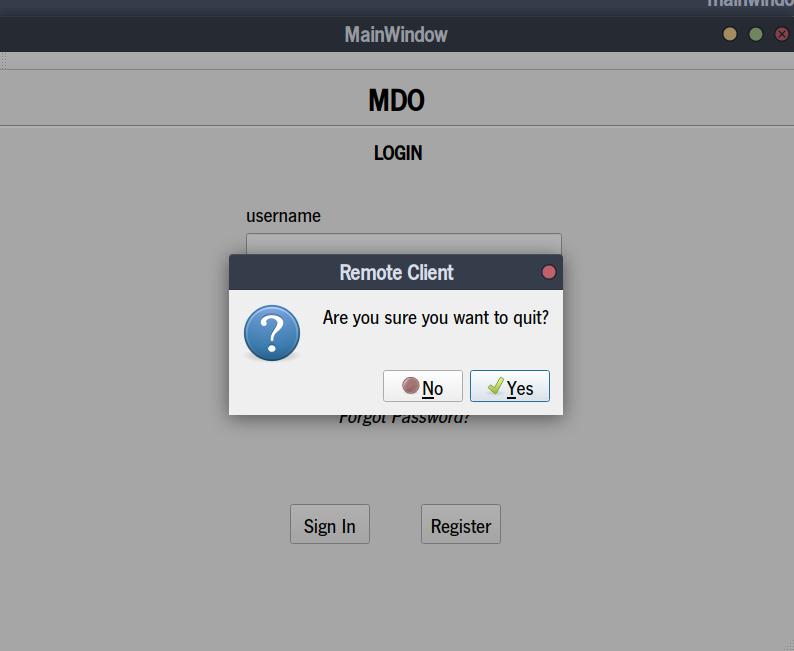 mainwindo
MainWindow
MDO
LOGIN
username
Remote Client
Are you sure you want to quit?
No
Yes
Forgot Password?
Sign In
Register